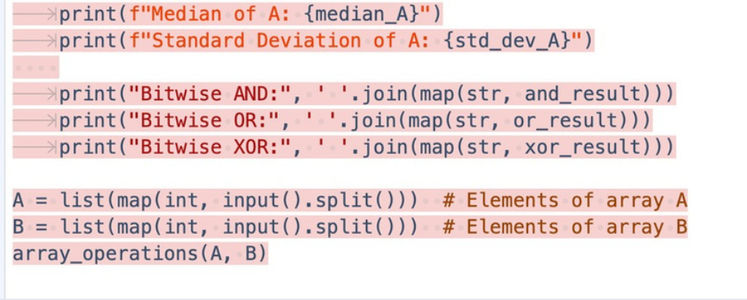 print(f"Median of A: {median_A}")
print(f"Standard Deviation of A: {std_dev_A}")
print("Bitwise AND:", ' '.join(map(str, and_result)))
print("Bitwise OR:", ' '.join(map(str, or_result)))
print("Bitwise XOR:", ' '.join(map(str, xor_result)))
A = list(map(int, input().split()))  # Elements of array A
B = list(map(int, input().split()))  # Elements of array B
array_operations(A, B)